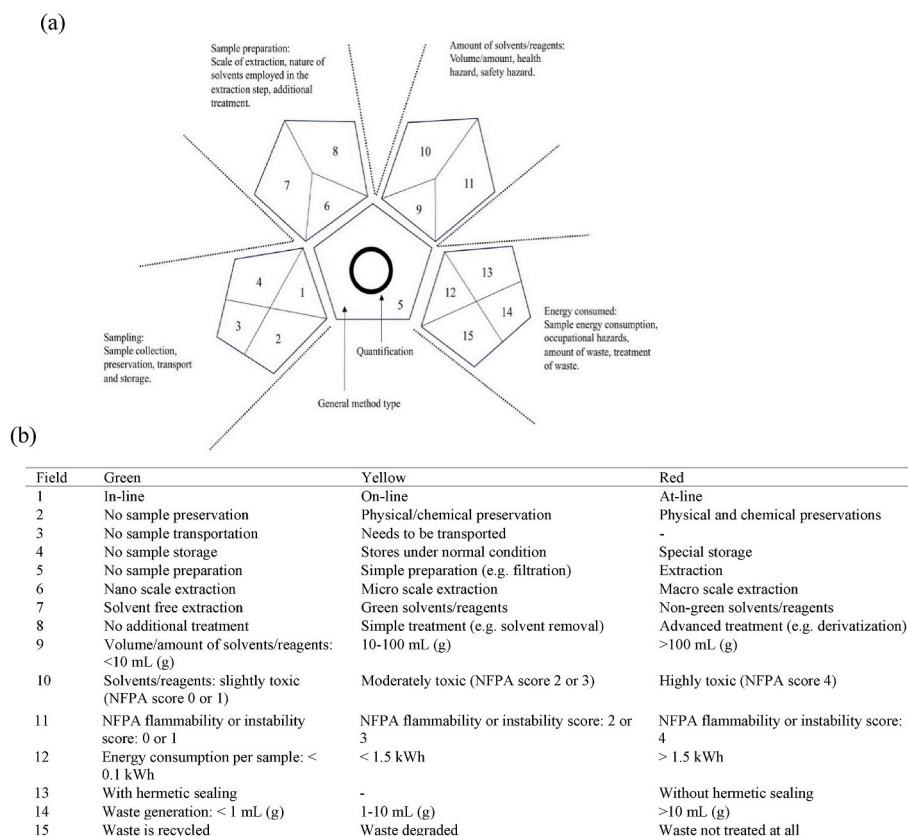 (a)
Sample preparation:
Scale of extraction, nature of
solvents employed in the
extraction step, additional
treatment.
Amount of solvents/reagents:
Volume/amount, health
hazard, safety hazard.
8
7
6
10
11
9
4
1
3
2
5
12
13
14
15
Sampling:
Sample collection,
preservation, transport
and storage.
Energy consumed:
Sample energy consumption,
occupational hazards,
amount of waste, treatment
of waste.
Quantification
General method type
(b)
Field Green Yellow Red
1 In-line On-line At-line
2 No sample preservation Physical/chemical preservation Physical and chemical preservations
3 No sample transportation Needs to be transported -
4 No sample storage Stores under normal condition Special storage
5 No sample preparation Simple preparation (e.g. filtration) Extraction
6 Nano scale extraction Micro scale extraction Macro scale extraction
7 Solvent free extraction Green solvents/reagents Non-green solvents/reagents
8 No additional treatment Simple treatment (e.g. solvent removal) Advanced treatment (e.g. derivatization)
9 Volume/amount of solvents/reagents: 10-100 mL (g) >100 mL (g)
<10 mL (g)
10 Solvents/reagents: slightly toxic Moderately toxic (NFPA score 2 or 3) Highly toxic (NFPA score 4)
(NFPA score 0 or 1)
11 NFPA flammability or instability NFPA flammability or instability score: 2 or NFPA flammability or instability score:
score: 0 or 1 3 4
12 Energy consumption per sample: < < 1.5 kWh > 1.5 kWh
0.1 kWh
13 With hermetic sealing - Without hermetic sealing
14 Waste generation: < 1 mL (g) 1-10 mL (g) >10 mL (g)
15 Waste is recycled Waste degraded Waste not treated at all